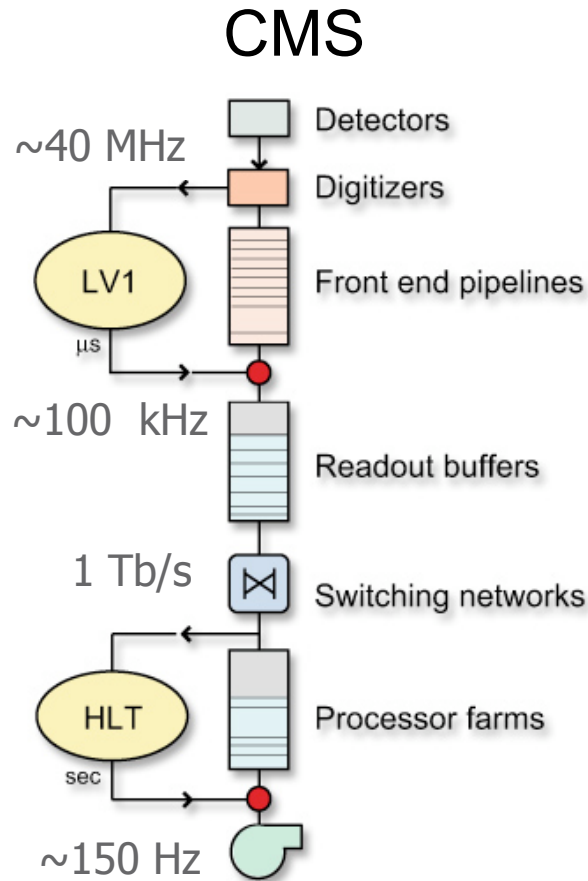 CMS
Detectors
~40 MHz
Digitizers
LV1
Front end pipelines
μs
~100 kHz
Readout buffers
1 Tb/s
Switching networks
HLT
Processor farms
sec
~150 Hz